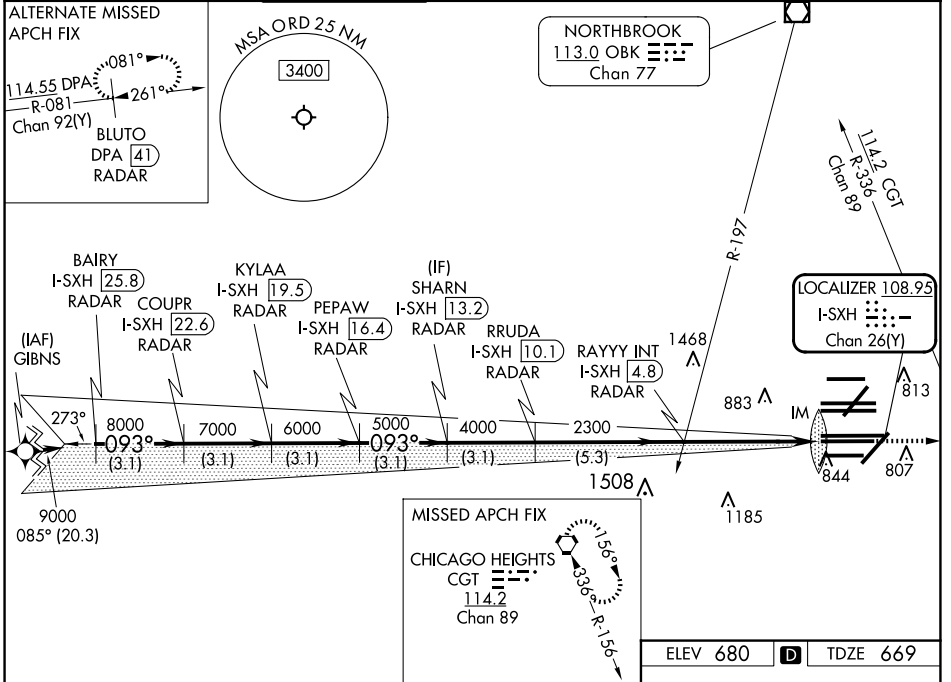 ALTERNATE MISSED
APCH FIX
081°
114.55 DPA
261°
R-081
Chan 92(Y)
BLUTO
DPA 41
RADAR
MSA ORD 25 NM
3400
NORTHBROOK
113.0 OBK
Chan 77
114.2 CGT
R-336
Chan 89
R-197
BAIRY
I-SXH 25.8
RADAR
COUPR
I-SXH 22.6
RADAR
KYLAA
I-SXH 19.5
RADAR
PEPAW
I-SXH 16.4
RADAR
(IF)
SHARN
I-SXH 13.2
RADAR
RRUDA
I-SXH 10.1
RADAR
RAYYY INT
I-SXH 4.8
RADAR
LOCALIZER 108.95
I-SXH
Chan 26(Y)
(IAF)
GIBNS
1468
883
813
IM
273°
8000
7000
6000
5000
4000
2300
093°
093°
(3.1)
(3.1)
(3.1)
(3.1)
(3.1)
(5.3)
844
807
1508
1185
9000
085° (20.3)
MISSED APCH FIX
CHICAGO HEIGHTS
CGT
114.2
Chan 89
156°
336°
R-156
ELEV 680 D TDZE 669